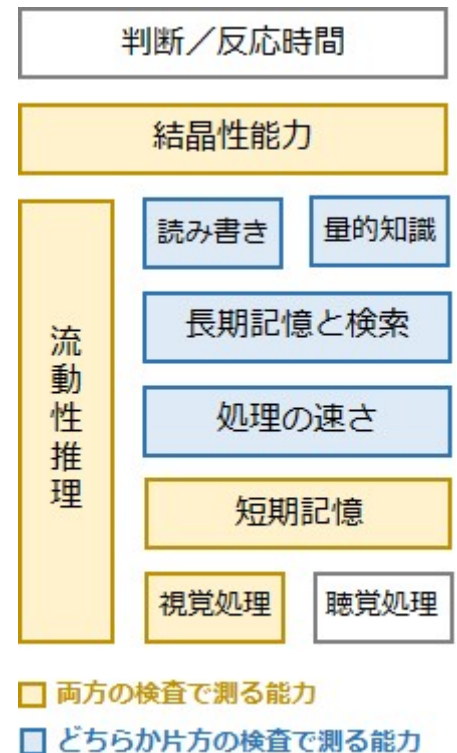 判断／反応時間
結晶性能力
流動性推理
読み書き
量的知識
長期記憶と検索
処理の速さ
短期記憶
視覚処理
聴覚処理
両方の検査で測る能力
どちらか片方の検査で測る能力